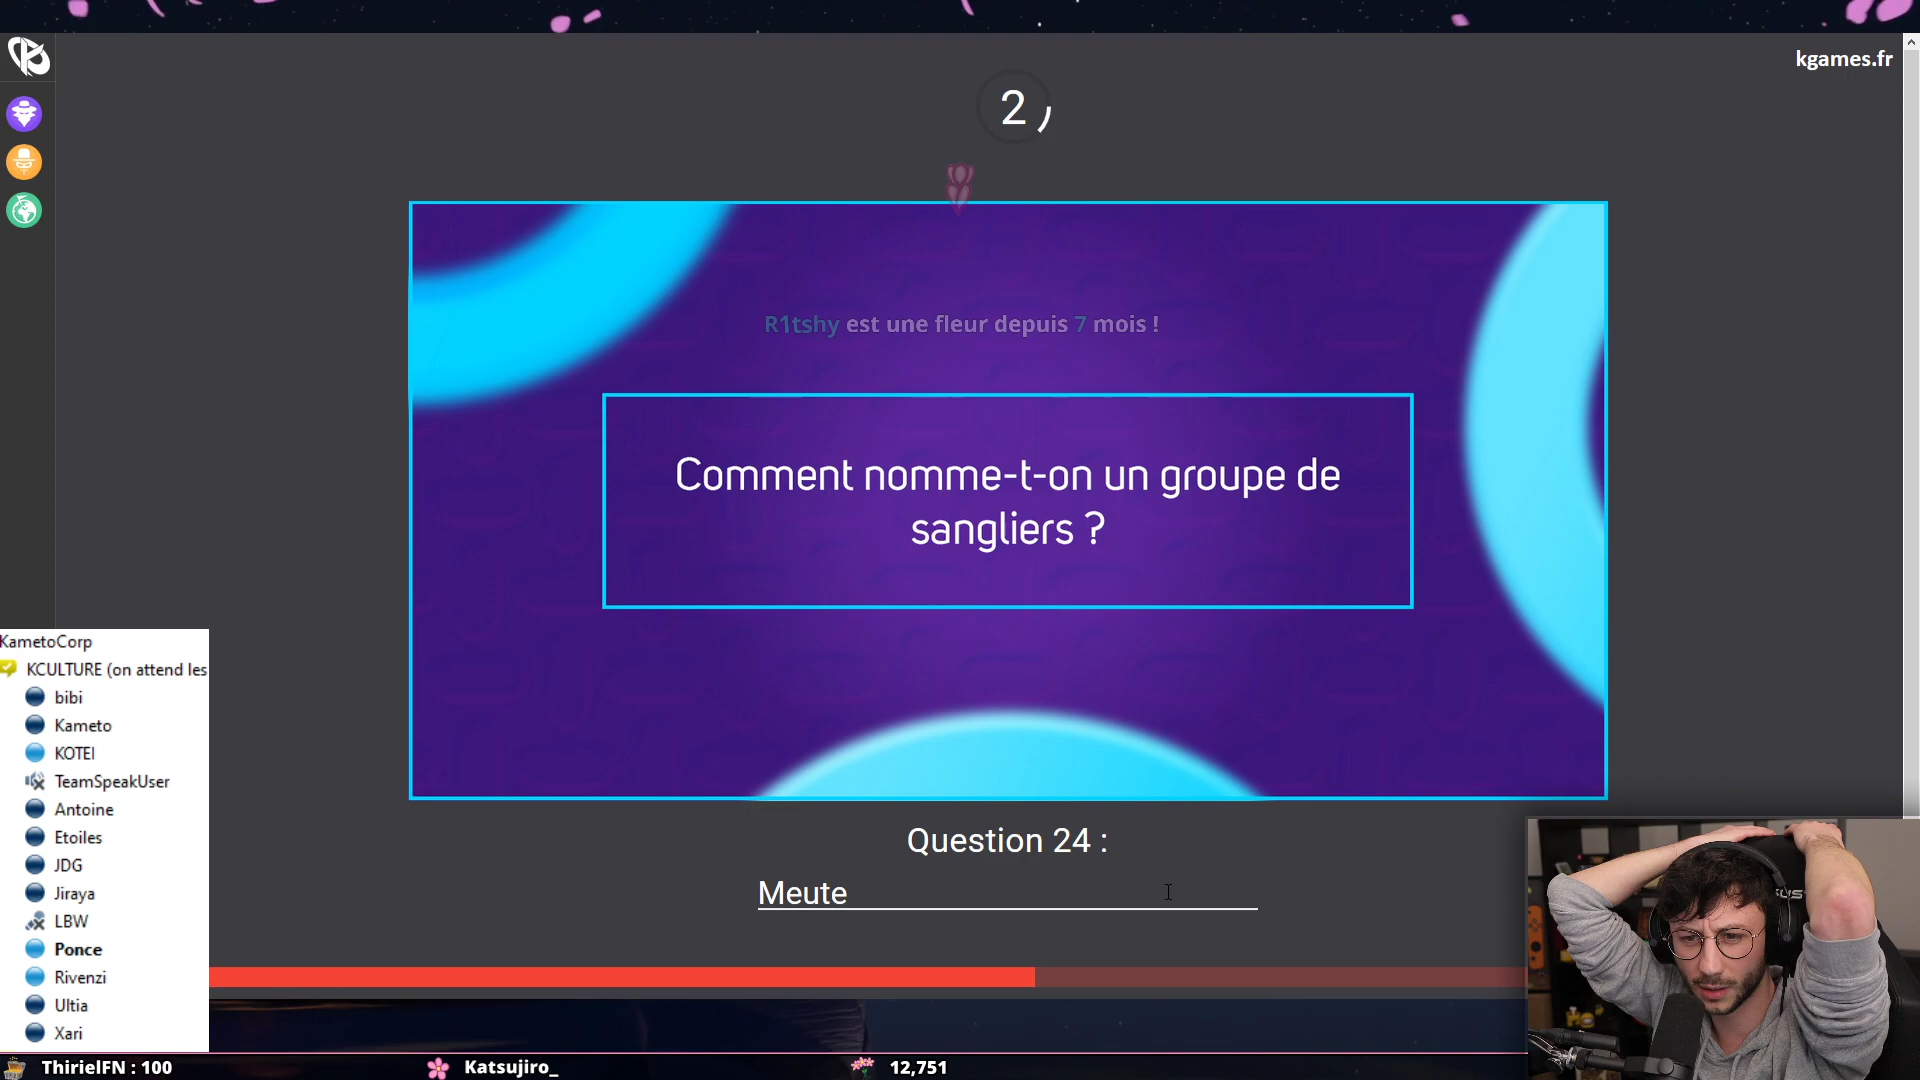 kgames.fr
2
R1tshy est une fleur depuis 7 mois !
Comment nomme-t-on un groupe de
sangliers ?
Question 24 :
Meute
KametoCorp
KCULTURE (on attend les
bibi
Kameto
KOTEI
TeamSpeakUser
Antoine
Etoiles
JDG
Jiraya
LBW
Ponce
Rivenzi
Ultia
Xari
ThirielFN : 100
Katsujiro_
12,751